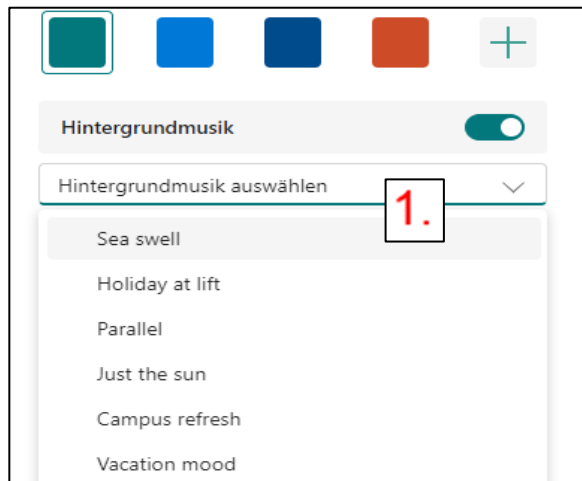 Hintergrundmusik
Hintergrundmusik auswählen
1.
Sea swell
Holiday at lift
Parallel
Just the sun
Campus refresh
Vacation mood